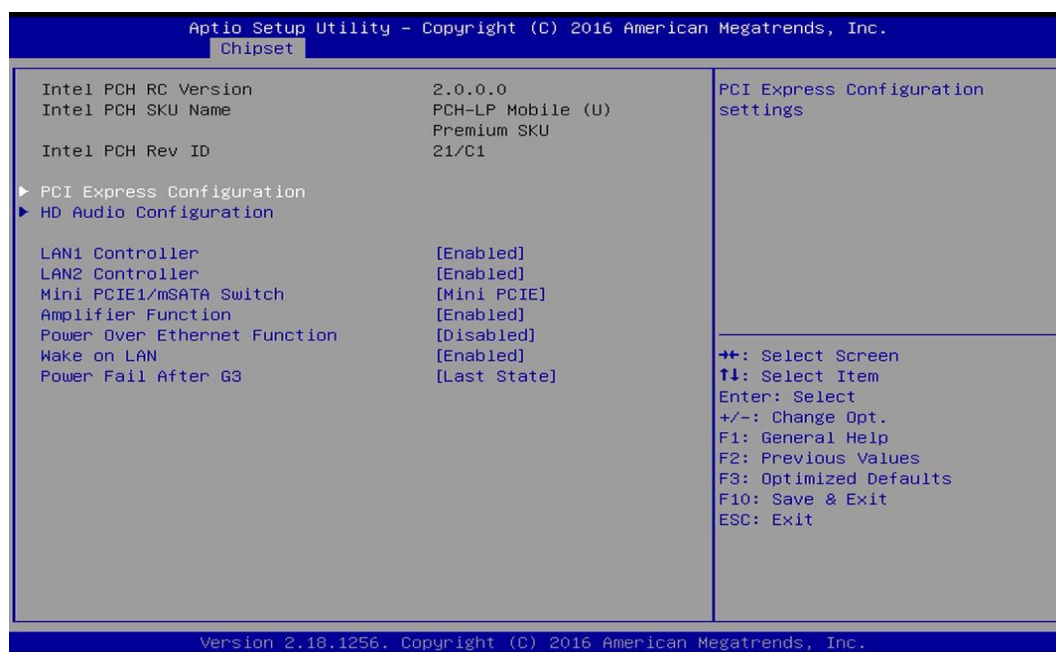 Aptio Setup Utility – Copyright (C) 2016 American Megatrends, Inc.
Chipset
Intel PCH RC Version 2.0.0.0
Intel PCH SKU Name PCH-LP Mobile (U)
Premium SKU
Intel PCH Rev ID 21/C1
▶ PCI Express Configuration
▶ HD Audio Configuration
LAN1 Controller [Enabled]
LAN2 Controller [Enabled]
Mini PCIE1/mSATA Switch [Mini PCIE]
Amplifier Function [Enabled]
Power Over Ethernet Function [Disabled]
Wake on LAN [Enabled]
Power Fail After G3 [Last State]
PCI Express Configuration
settings
→←: Select Screen
↑↓: Select Item
Enter: Select
+/-: Change Opt.
F1: General Help
F2: Previous Values
F3: Optimized Defaults
F10: Save & Exit
ESC: Exit
Version 2.18.1256. Copyright (C) 2016 American Megatrends, Inc.